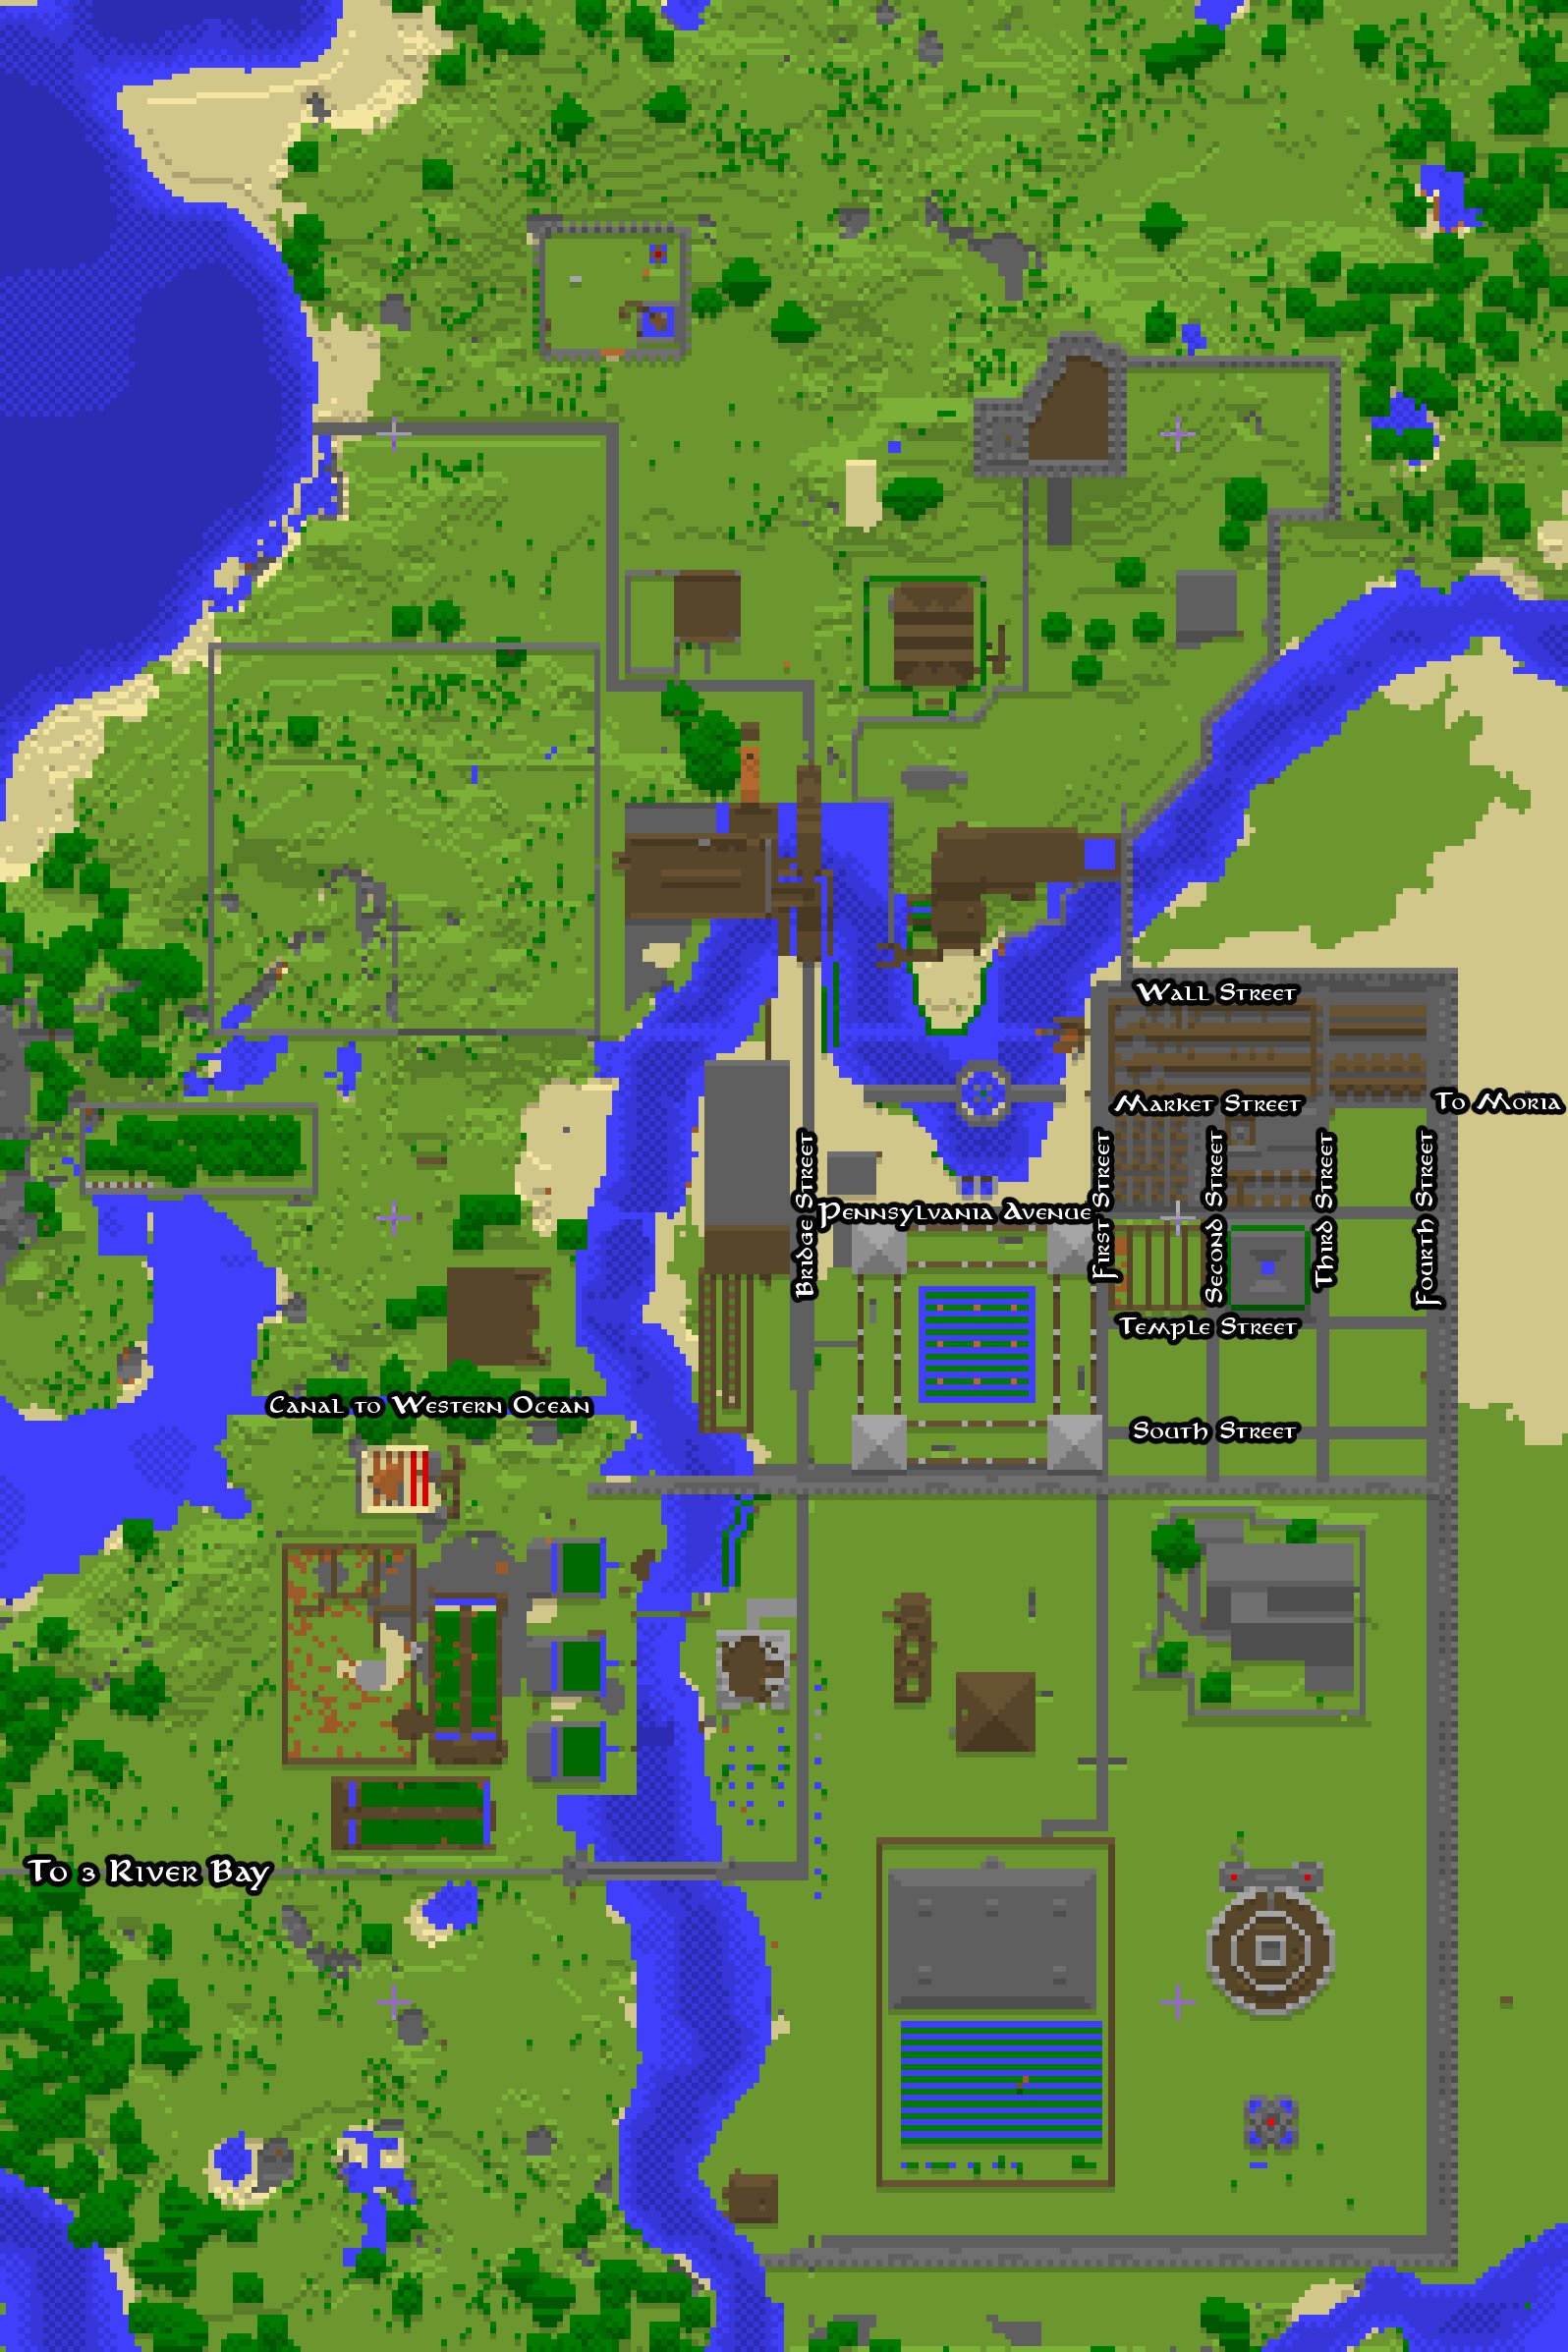 Wall Street
Market Street
To Moria
Bridge Street
First Street
Second Street
Third Street
Fourth Street
Pennsylvania Avenue
Temple Street
Canal to Western Ocean
South Street
To 3 River Bay